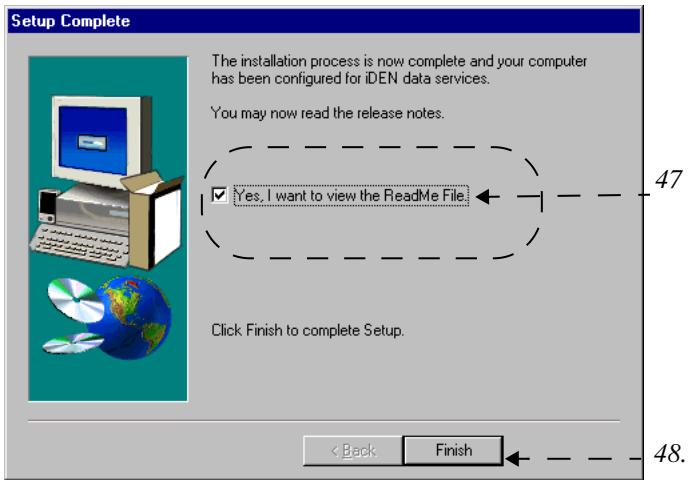 Setup Complete
The installation process is now complete and your computer
has been configured for iDEN data services.
You may now read the release notes.
Yes, I want to view the ReadMe File.
47
Click Finish to complete Setup.
< Back
Finish
48.